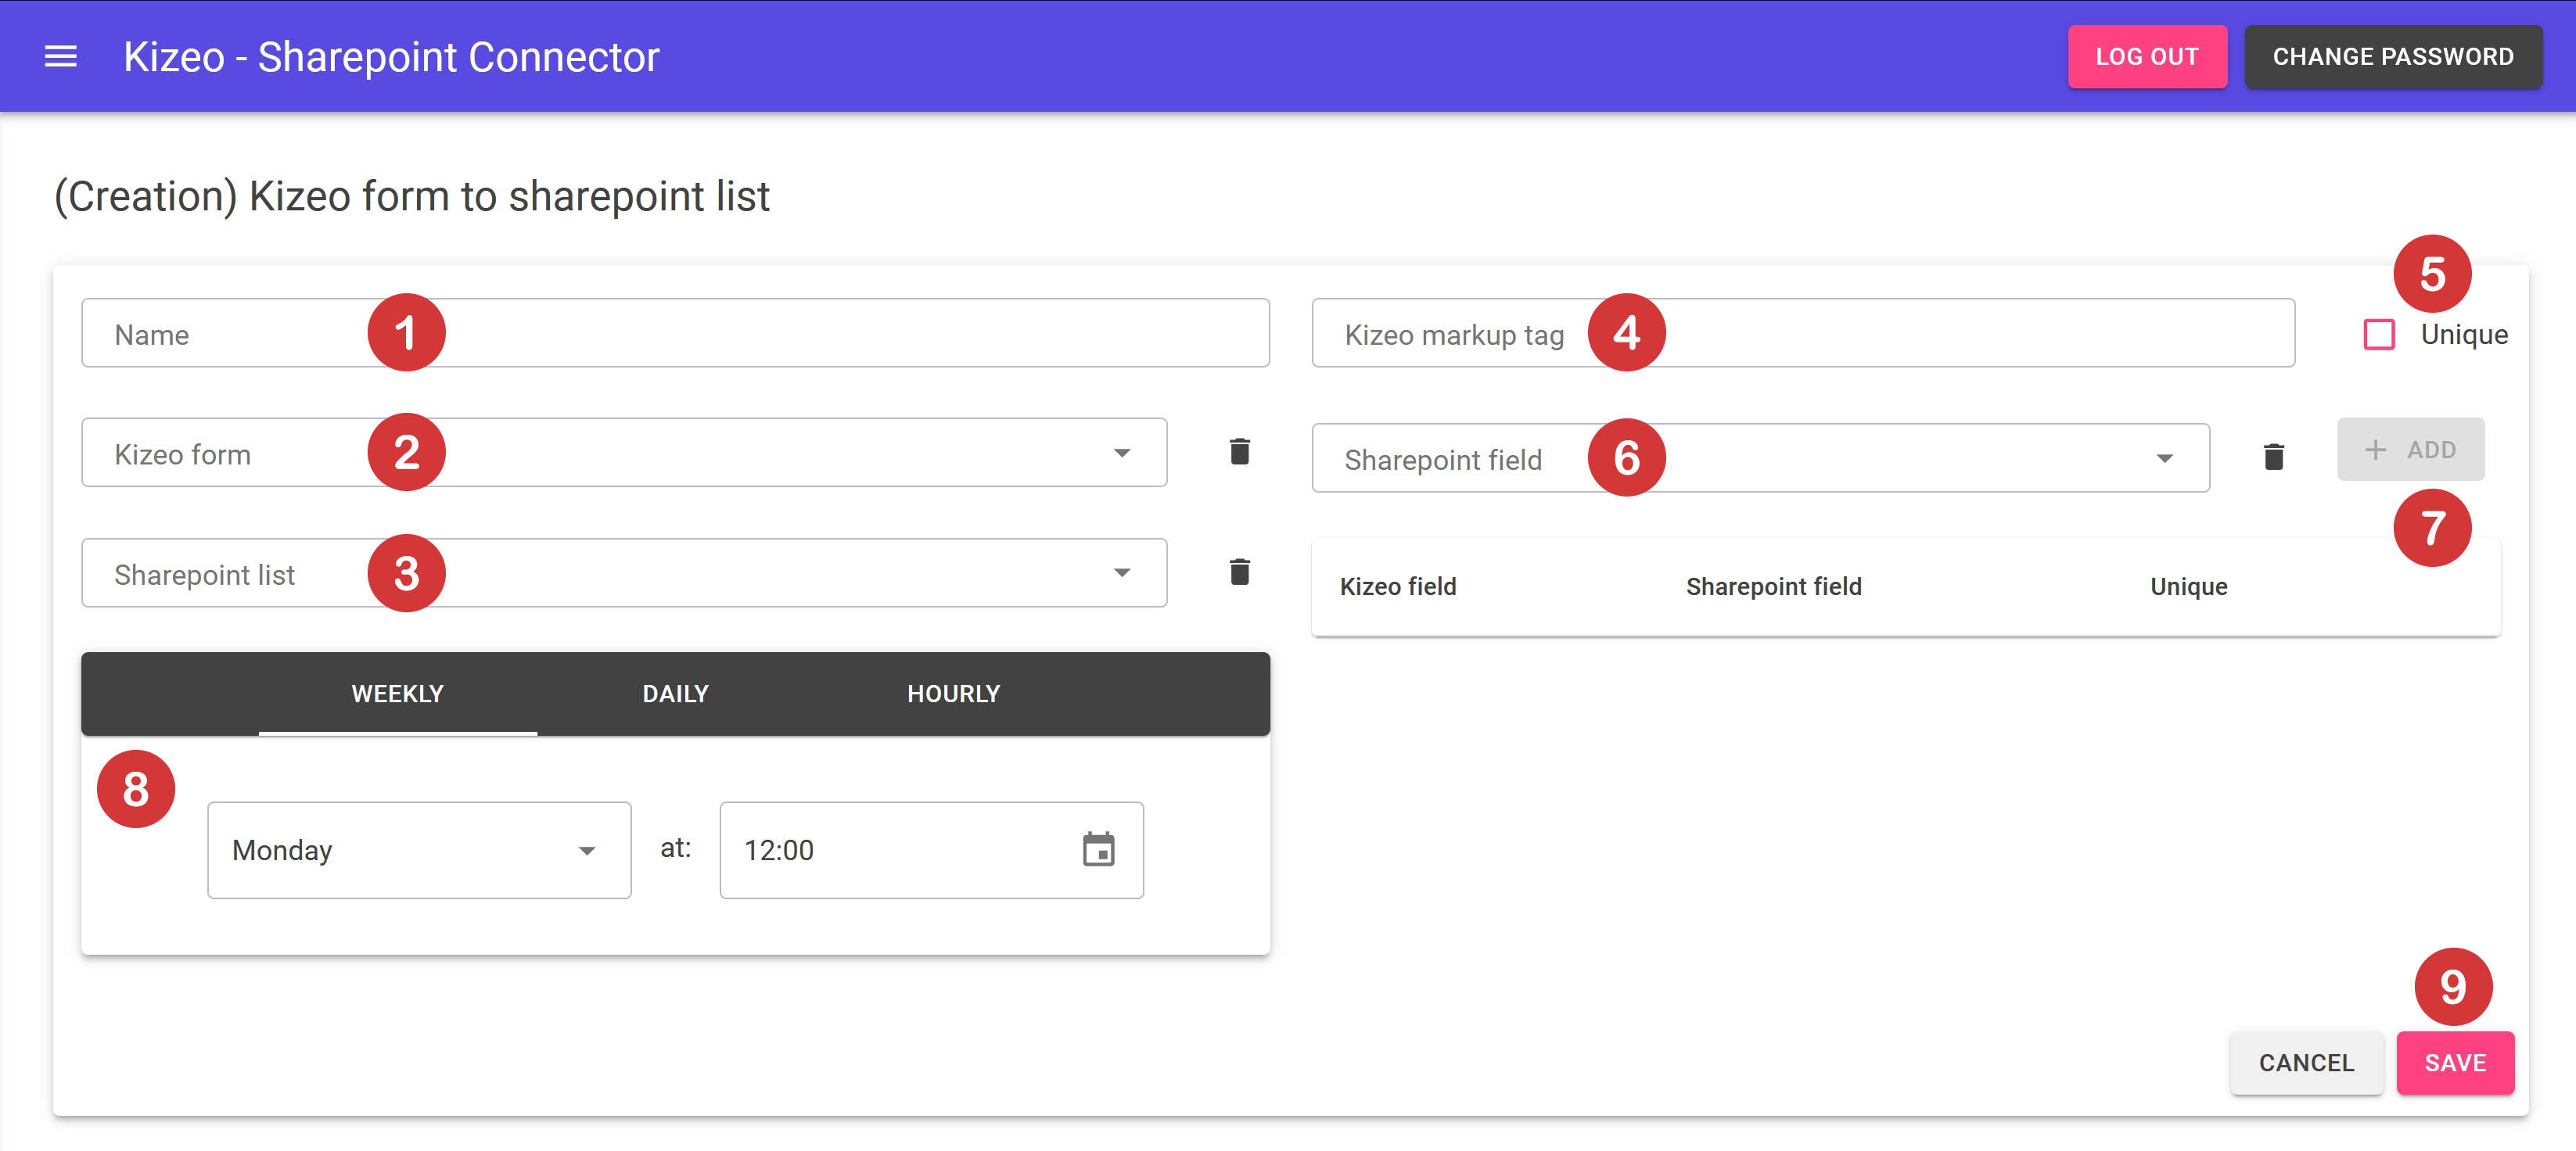 Kizeo - Sharepoint Connector
LOG OUT
CHANGE PASSWORD
(Creation) Kizeo form to sharepoint list
5
Name
1
Kizeo markup tag
4
Unique
Kizeo form
2
Sharepoint field
6
+ ADD
7
Sharepoint list
3
Kizeo field
Sharepoint field
Unique
WEEKLY
DAILY
HOURLY
8
Monday
at:
12:00
9
CANCEL
SAVE